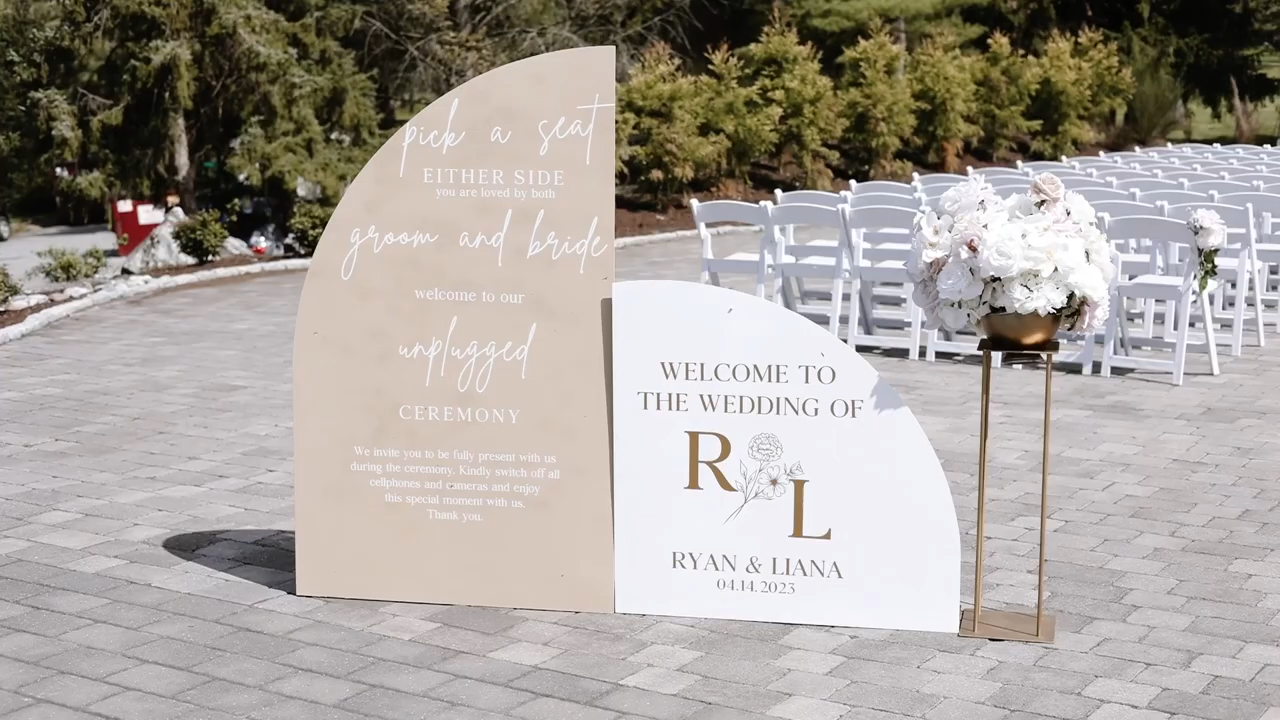 pick a seat
EITHER SIDE
you are loved by both
groom and bride
welcome to our
unplugged
CEREMONY
We invite you to be fully present with us
during the ceremony. Kindly switch off all
cellphones and cameras and enjoy
this special moment with us.
Thank you.
WELCOME TO
THE WEDDING OF
R
L
RYAN & LIANA
04.14.2023